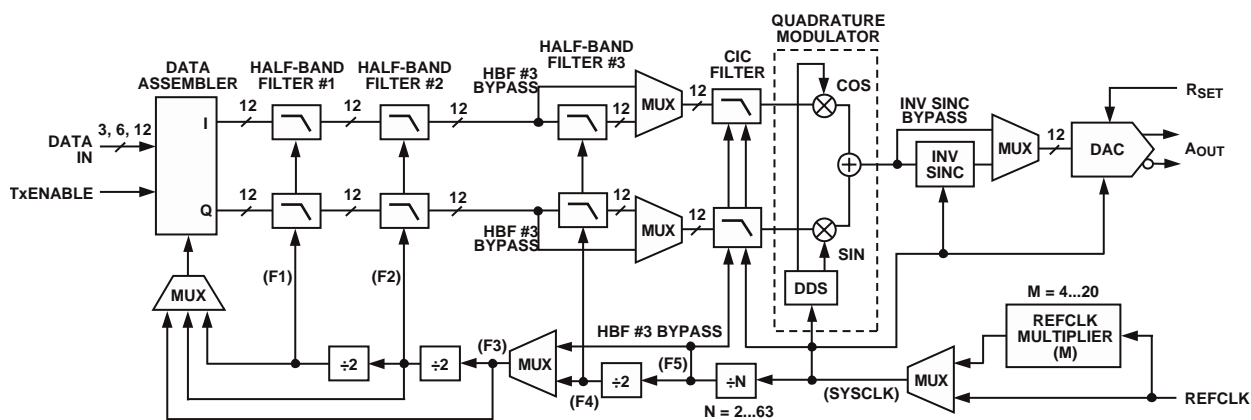 QUADRATURE
MODULATOR
DATA
ASSEMBLER
HALF-BAND
FILTER #1
HALF-BAND
FILTER #2
HBF #3
BYPASS
HALF-BAND
FILTER #3
CIC
FILTER
3, 6, 12
DATA
IN
TxENABLE
I
Q
12
12
12
12
MUX
12
COS
INV SINC
BYPASS
INV
SINC
MUX
12
RSET
DAC
AOUT
12
12
12
HBF #3
BYPASS
12
MUX
12
SIN
DDS
MUX
(F1)
(F2)
÷2
÷2
(F3)
MUX
HBF #3 BYPASS
(F4)
÷2
(F5)
÷N
N = 2...63
(SYSCLK)
MUX
M = 4...20
REFCLK
MULTIPLIER
(M)
REFCLK